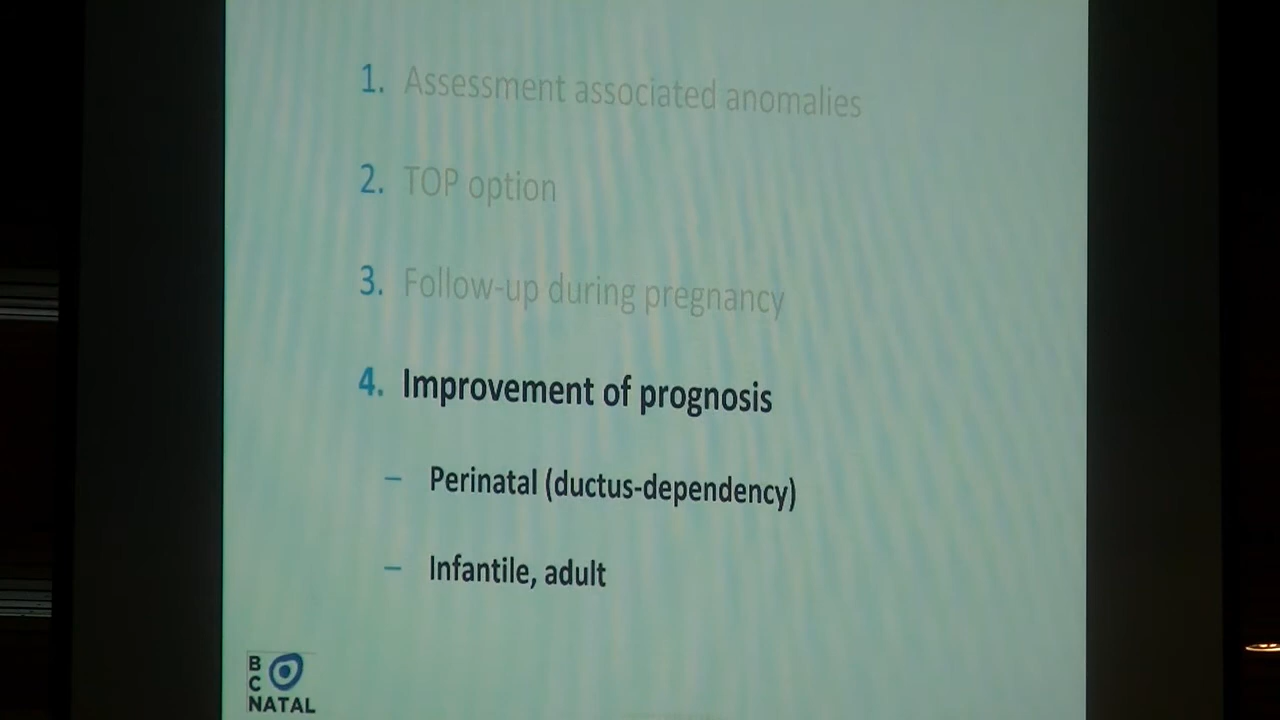 1. Assessment associated anomalies
2. TOP option
3. Follow-up during pregnancy
4. Improvement of prognosis
– Perinatal (ductus-dependency)
– Infantile, adult
B
C
NATAL